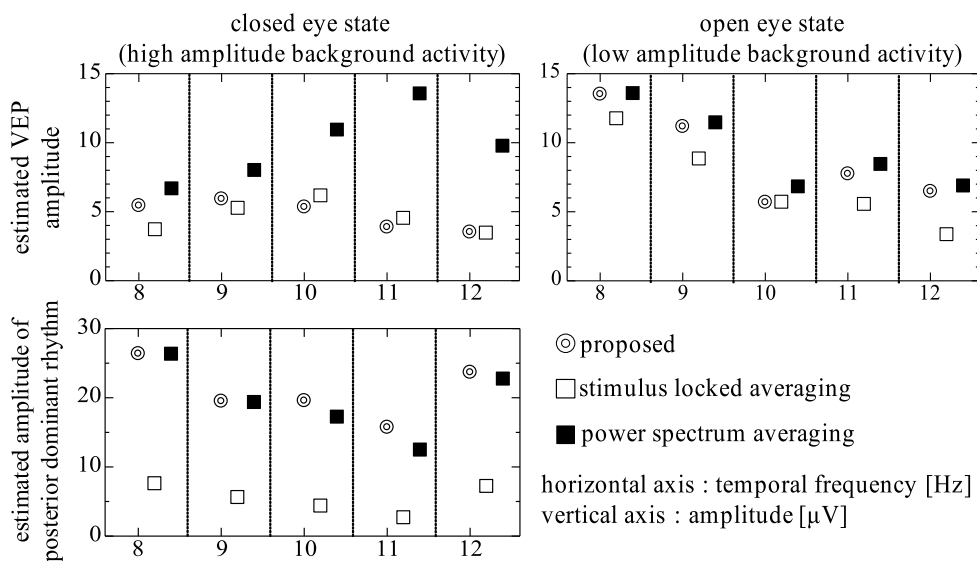 closed eye state
(high amplitude background activity)
open eye state
(low amplitude background activity)
estimated VEP
amplitude
15
10
5
0
8 9 10 11 12
15
10
5
0
8 9 10 11 12
estimated amplitude of
posterior dominant rhythm
30
20
10
0
8 9 10 11 12
proposed
stimulus locked averaging
power spectrum averaging
horizontal axis : temporal frequency [Hz]
vertical axis : amplitude [µV]